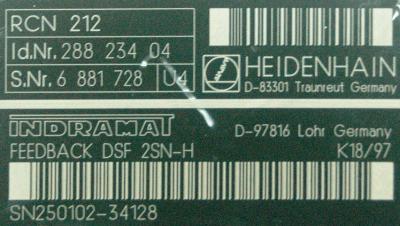 RCN 212
Id.Nr. 288 234 04
S.Nr. 6 881 728 U4
HEIDENHAIN
D-83301 Traunreut Germany
INDRAMAT
D-97816 Lohr Germany
FEEDBACK DSF 2SN-H
K18/97
SN250102-34128